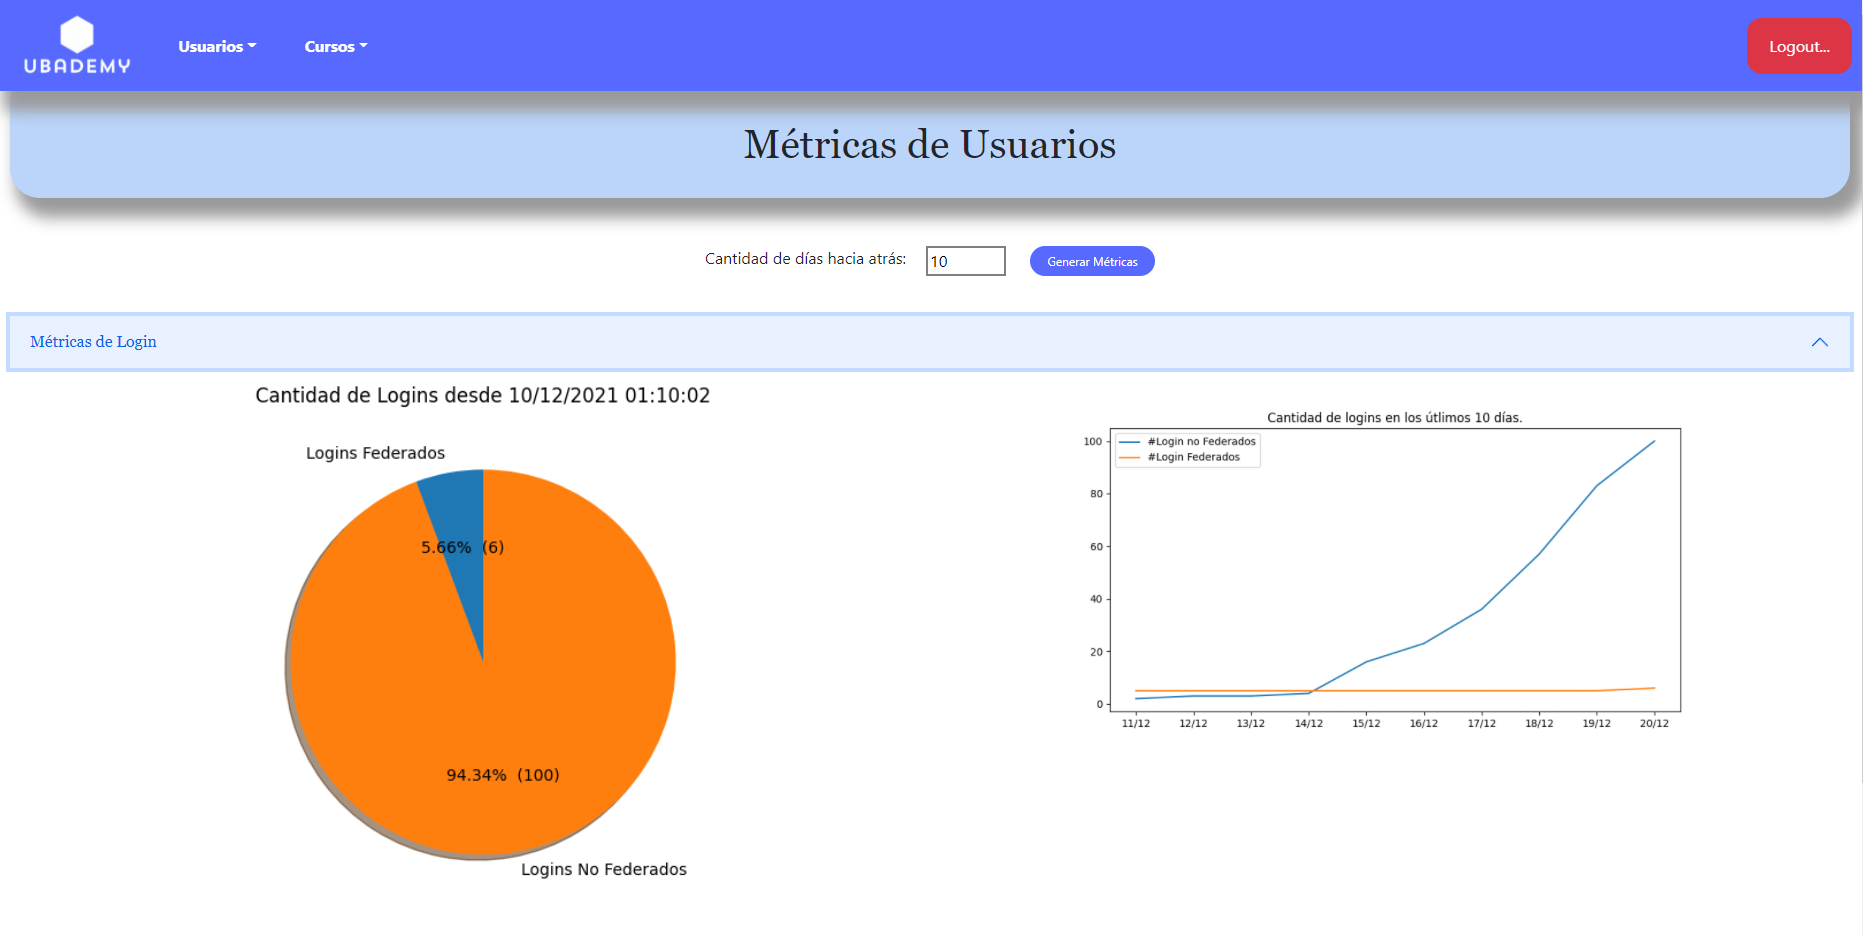 UBADEMY
Usuarios
Cursos
Logout...
Métricas de Usuarios
Cantidad de días hacia atrás:
10
Generar Métricas
Métricas de Login
Cantidad de Logins desde 10/12/2021 01:10:02
Logins Federados
5.66% (6)
94.34% (100)
Logins No Federados
Cantidad de logins en los útlimos 10 días.
#Login no Federados
#Login Federados
100
80
60
40
20
0
11/12 12/12 13/12 14/12 15/12 16/12 17/12 18/12 19/12 20/12